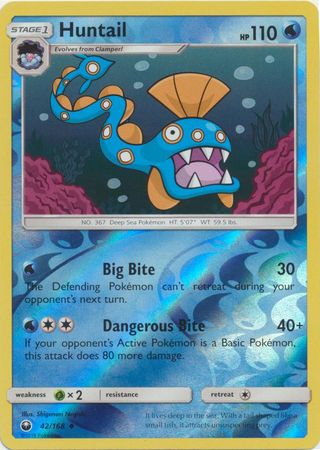 STAGE 1
Huntail
HP 110
Evolves from Clamperl
NO. 367 Deep Sea Pokémon HT: 5'07" WT: 59.5 lbs.
Big Bite 30
The Defending Pokémon can't retreat during your
opponent's next turn.
Dangerous Bite 40+
If your opponent's Active Pokémon is a Basic Pokémon,
this attack does 80 more damage.
weakness ×2 resistance retreat
Illus. Shigenori Negishi
42/168
It lives deep in the sea. With a tail shaped like a
small fish, it attracts unsuspecting prey.
©2018 Pokémon